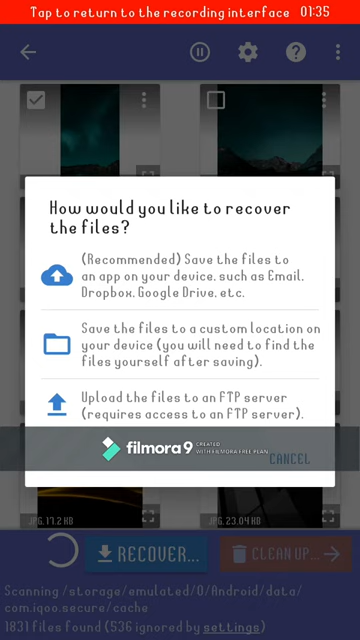 Tap to return to the recording interface 01:35
How would you like to recover
the files?
(Recommended) Save the files to
an app on your device, such as Email,
Dropbox, Google Drive, etc.
Save the files to a custom location on
your device (you will need to find the
files yourself after saving).
Upload the files to an FTP server
(requires access to an FTP server).
filmora9 CREATED
WITH FILMORA FREE PLAN
CANCEL
JPG, 17.2 KB
JPG, 23.04 KB
RECOVER...
CLEAN UP...
Scanning /storage/emulated/0/Android/data/
com.iqoo.secure/cache
1831 files found (536 ignored by settings)